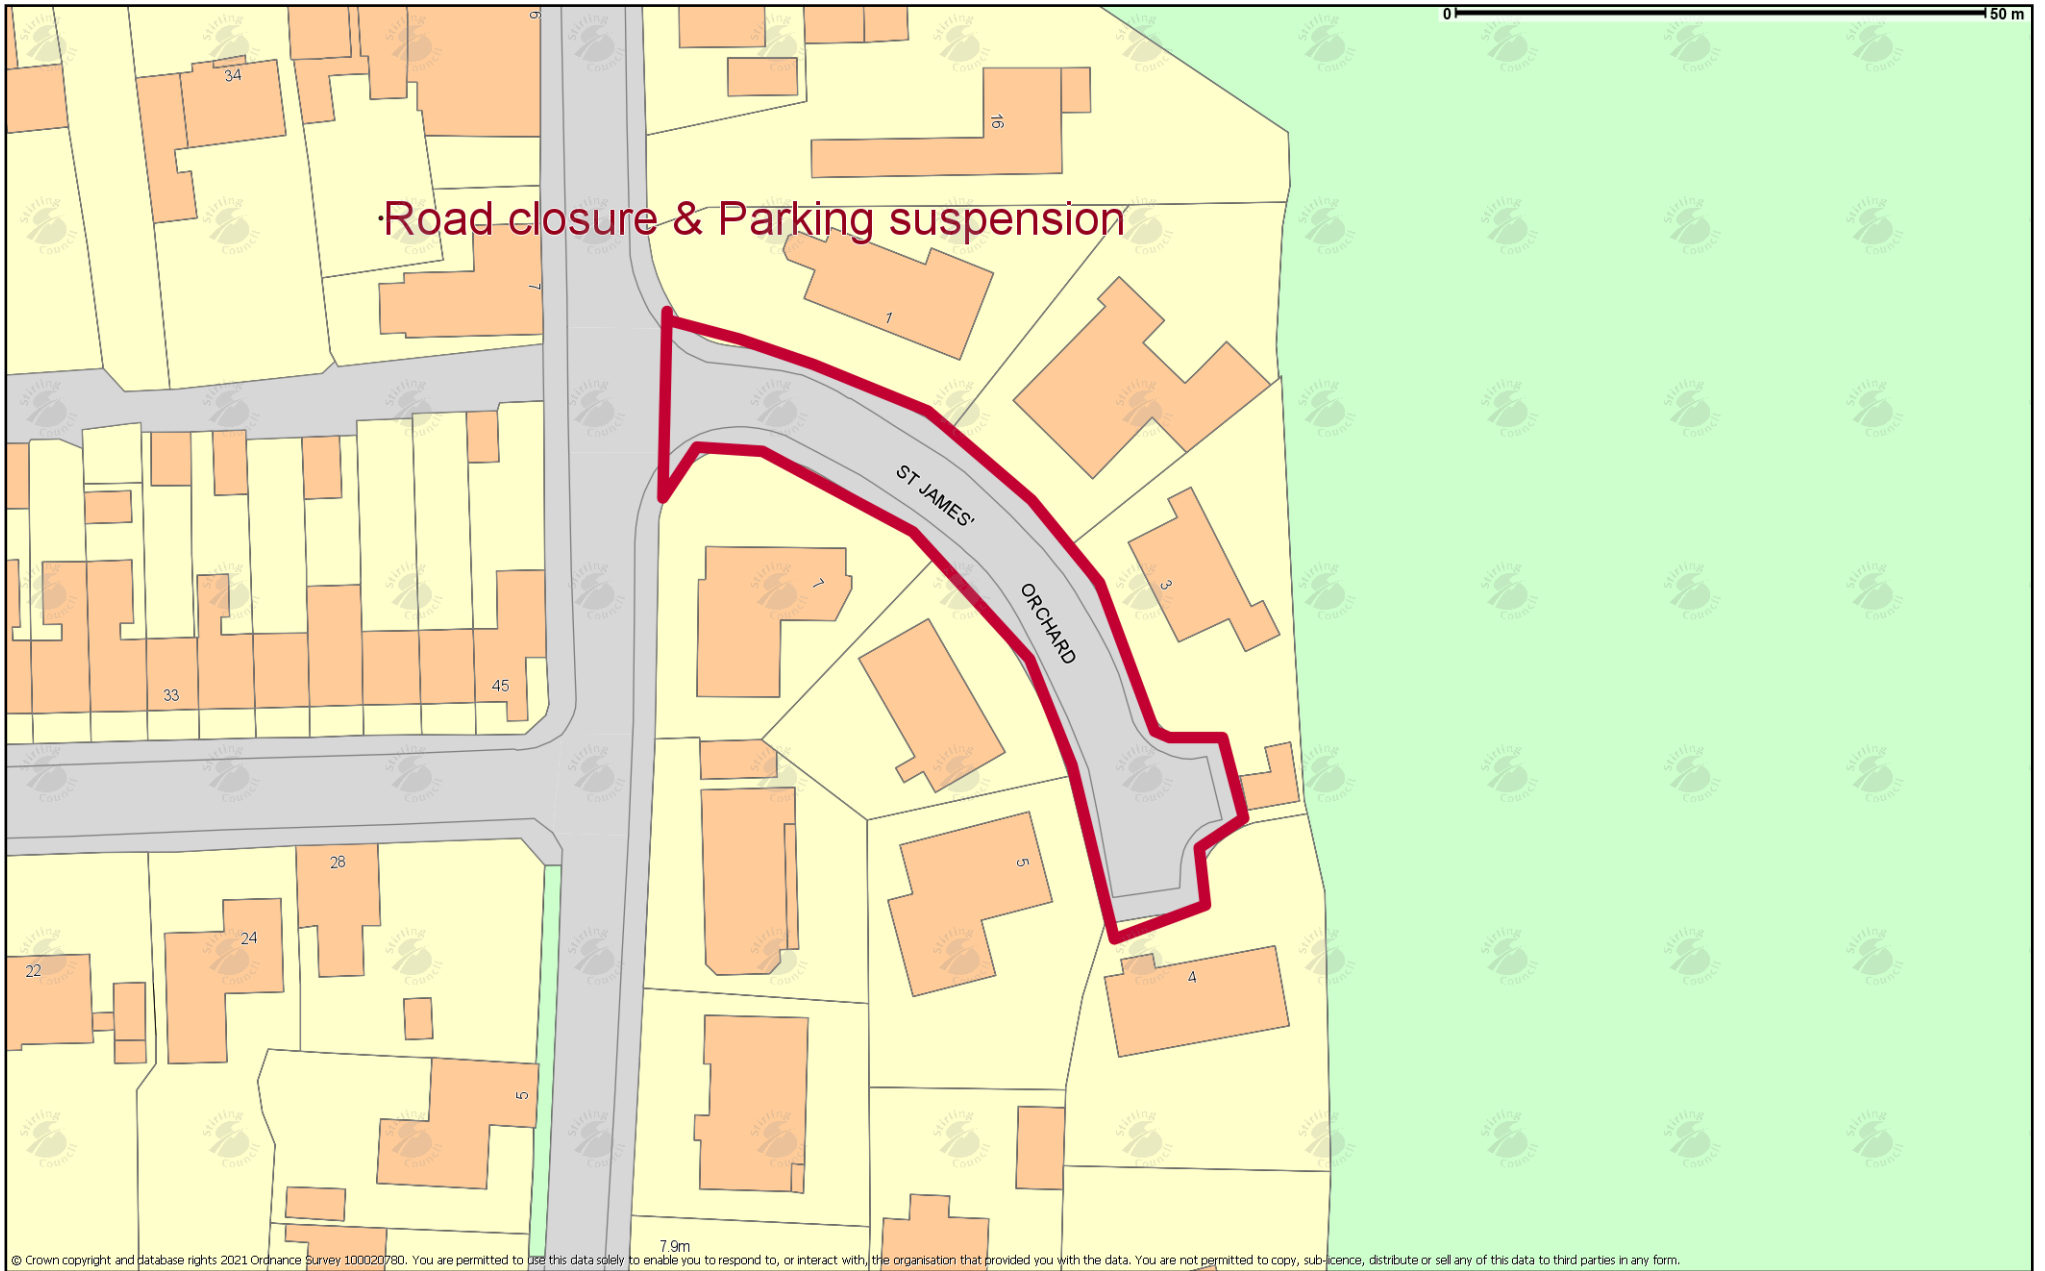 0 50 m
6
34
16
·Road closure & Parking suspension
7
1
ST JAMES'
ORCHARD
7
3
33
45
28
24
22
5
4
5
7.9m
© Crown copyright and database rights 2021 Ordnance Survey 100020780. You are permitted to use this data solely to enable you to respond to, or interact with, the organisation that provided you with the data. You are not permitted to copy, sub-licence, distribute or sell any of this data to third parties in any form.
Stirling
Council